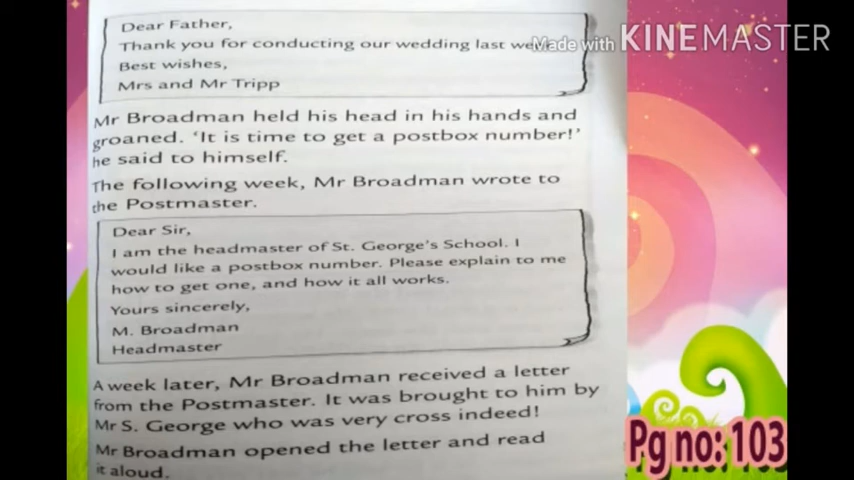 Dear Father,
Thank you for conducting our wedding last
Made with KINEMASTER
Best wishes,
Mrs and Mr Tripp
Mr Broadman held his head in his hands and
groaned. ‘It is time to get a postbox number!’
he said to himself.
The following week, Mr Broadman wrote to
the Postmaster.
Dear Sir,
I am the headmaster of St. George's School. I
would like a postbox number. Please explain to me
how to get one, and how it all works.
Yours sincerely,
M. Broadman
Headmaster
A week later, Mr Broadman received a letter
from the Postmaster. It was brought to him by
Mr S. George who was very cross indeed!
Mr Broadman opened the letter and read
it aloud.
Pg no: 103